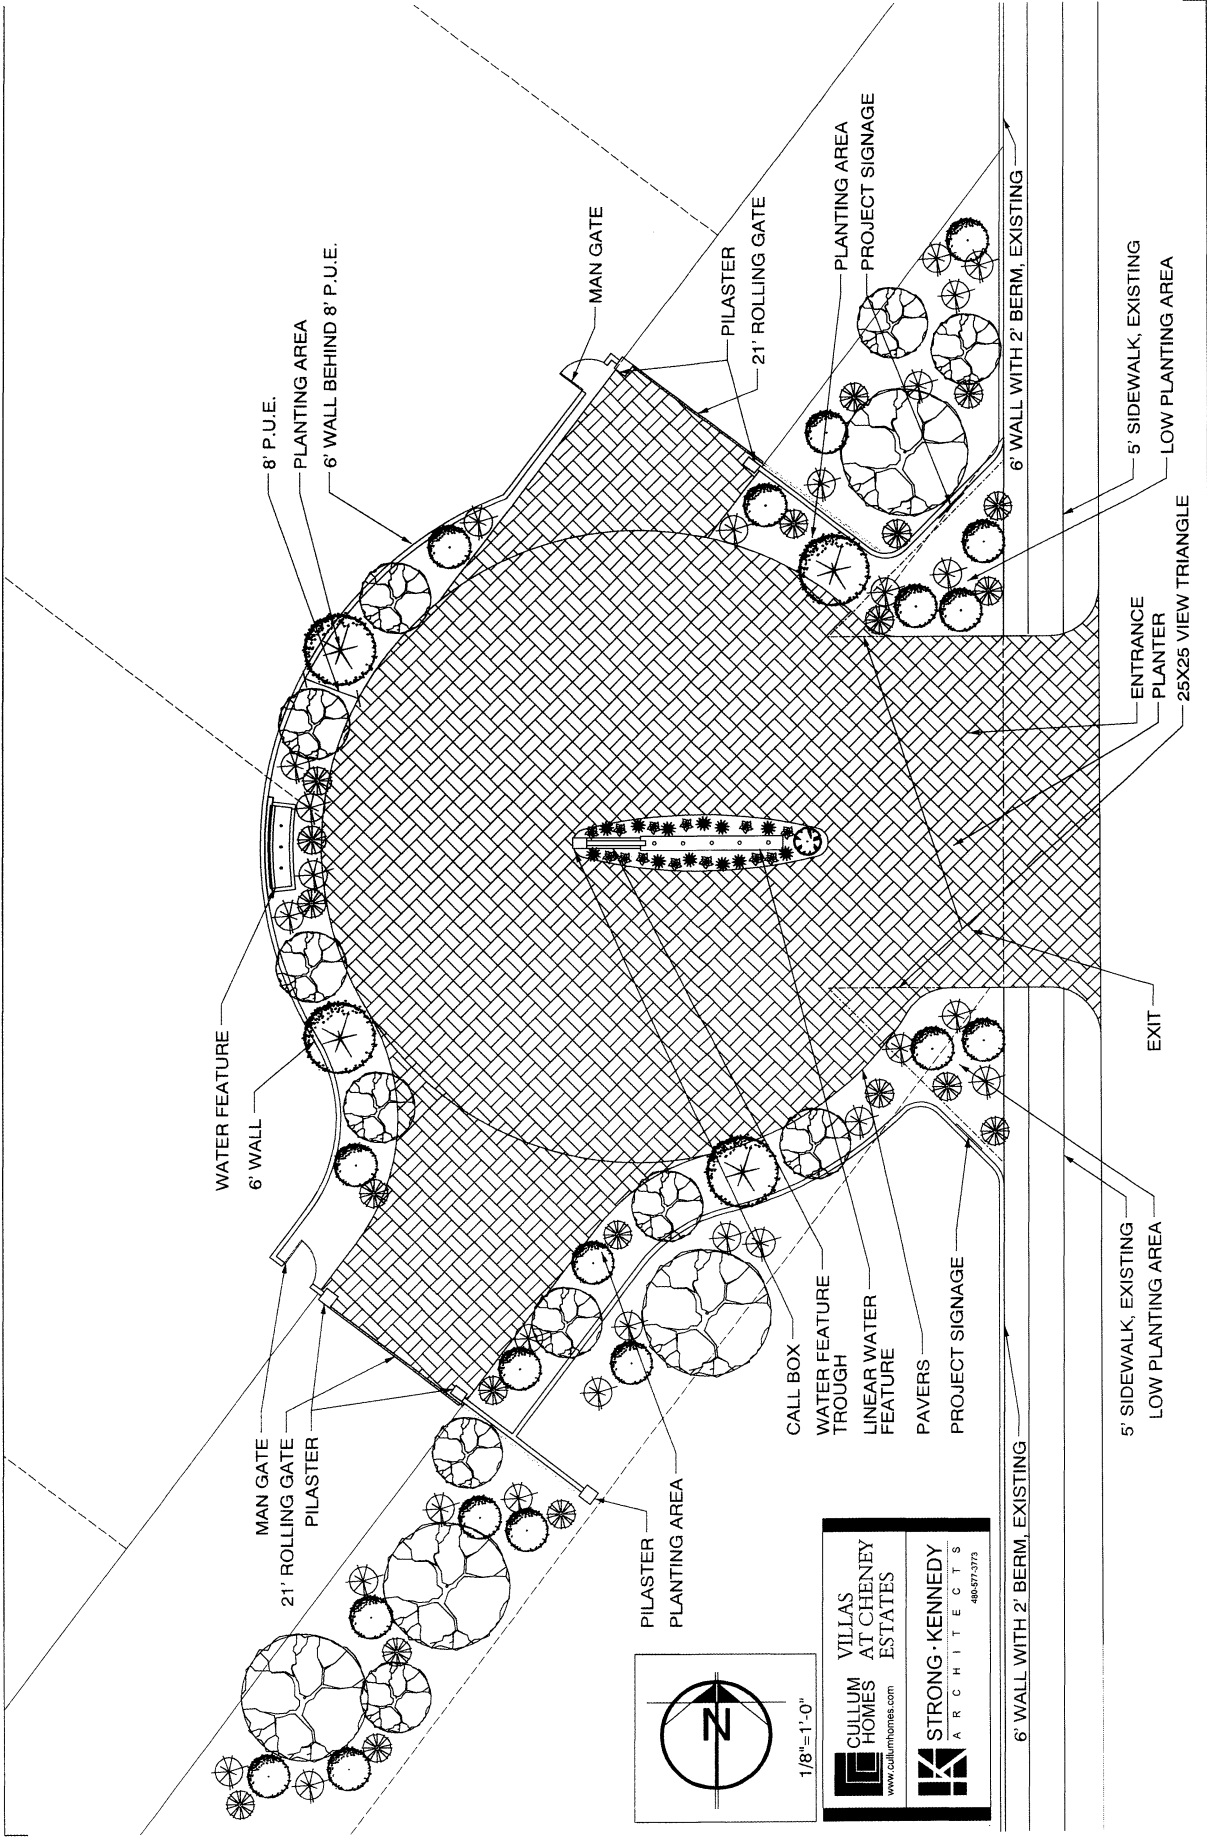 8' P.U.E.
PLANTING AREA
6' WALL BEHIND 8' P.U.E.
MAN GATE
PILASTER
21' ROLLING GATE
PLANTING AREA
PROJECT SIGNAGE
6' WALL WITH 2' BERM, EXISTING
5' SIDEWALK, EXISTING
LOW PLANTING AREA
ENTRANCE
PLANTER
25X25 VIEW TRIANGLE
EXIT
WATER FEATURE
6' WALL
MAN GATE
21' ROLLING GATE
PILASTER
CALL BOX
WATER FEATURE
TROUGH
LINEAR WATER
FEATURE
PAVERS
PROJECT SIGNAGE
5' SIDEWALK, EXISTING
LOW PLANTING AREA
PILASTER
PLANTING AREA
6' WALL WITH 2' BERM, EXISTING
N
1/8"=1'-0"
CULLUM
HOMES
www.cullumhomes.com
VILLAS
AT CHENEY
ESTATES
STRONG·KENNEDY
ARCHITECTS
480-577-3773